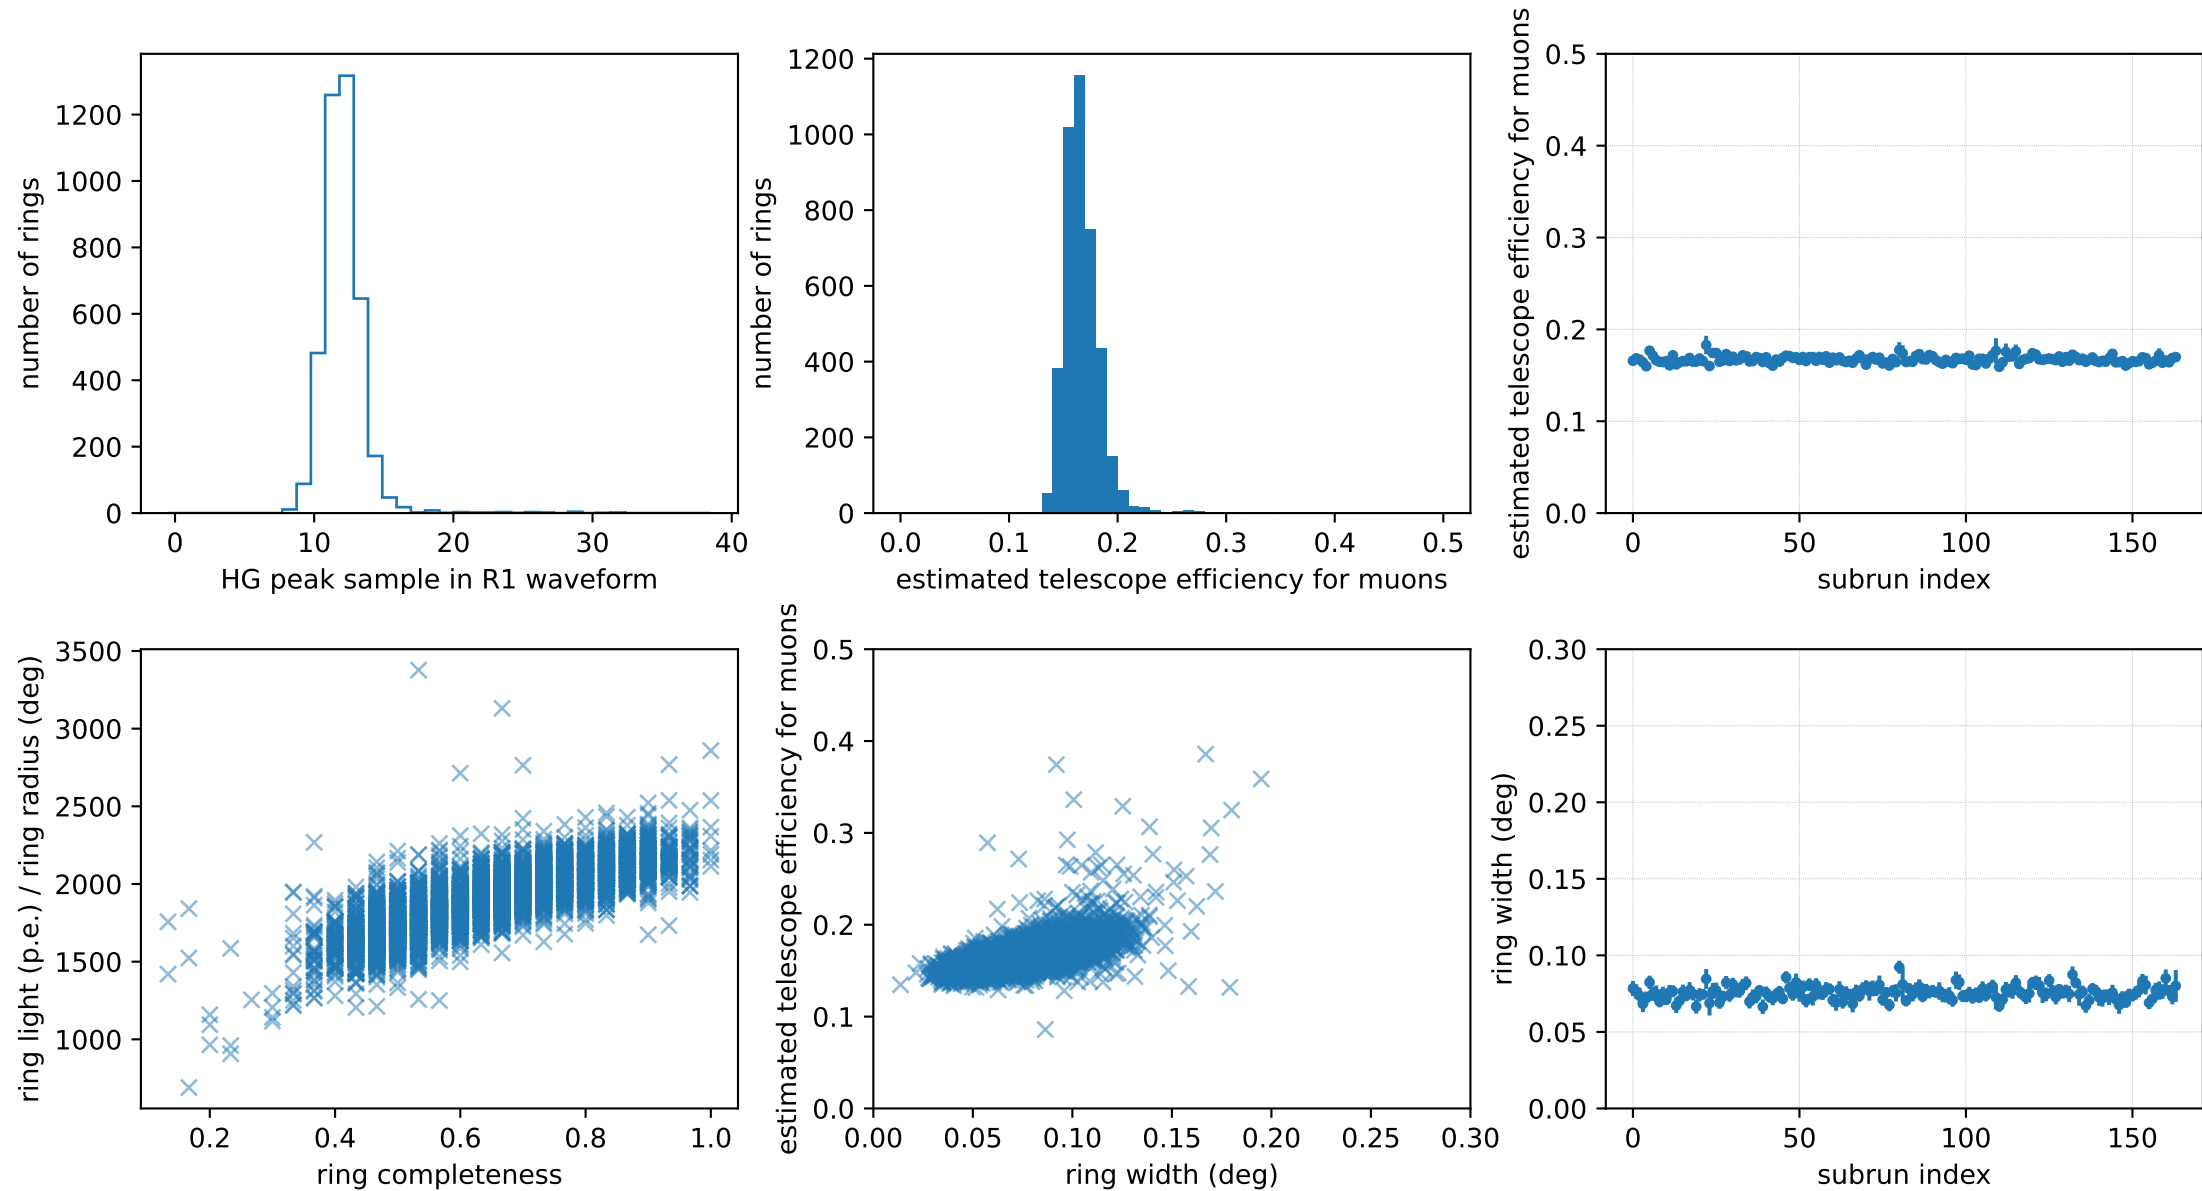 number of rings
1200
1000
800
600
400
200
0
0 10 20 30 40
HG peak sample in R1 waveform
number of rings
1200
1000
800
600
400
200
0
0.0 0.1 0.2 0.3 0.4 0.5
estimated telescope efficiency for muons
estimated telescope efficiency for muons
0.5
0.4
0.3
0.2
0.1
0.0
0 50 100 150
subrun index
ring light (p.e.) / ring radius (deg)
3500
3000
2500
2000
1500
1000
0.2 0.4 0.6 0.8 1.0
ring completeness
estimated telescope efficiency for muons
0.5
0.4
0.3
0.2
0.1
0.0
0.00 0.05 0.10 0.15 0.20 0.25 0.30
ring width (deg)
ring width (deg)
0.30
0.25
0.20
0.15
0.10
0.05
0.00
0 50 100 150
subrun index